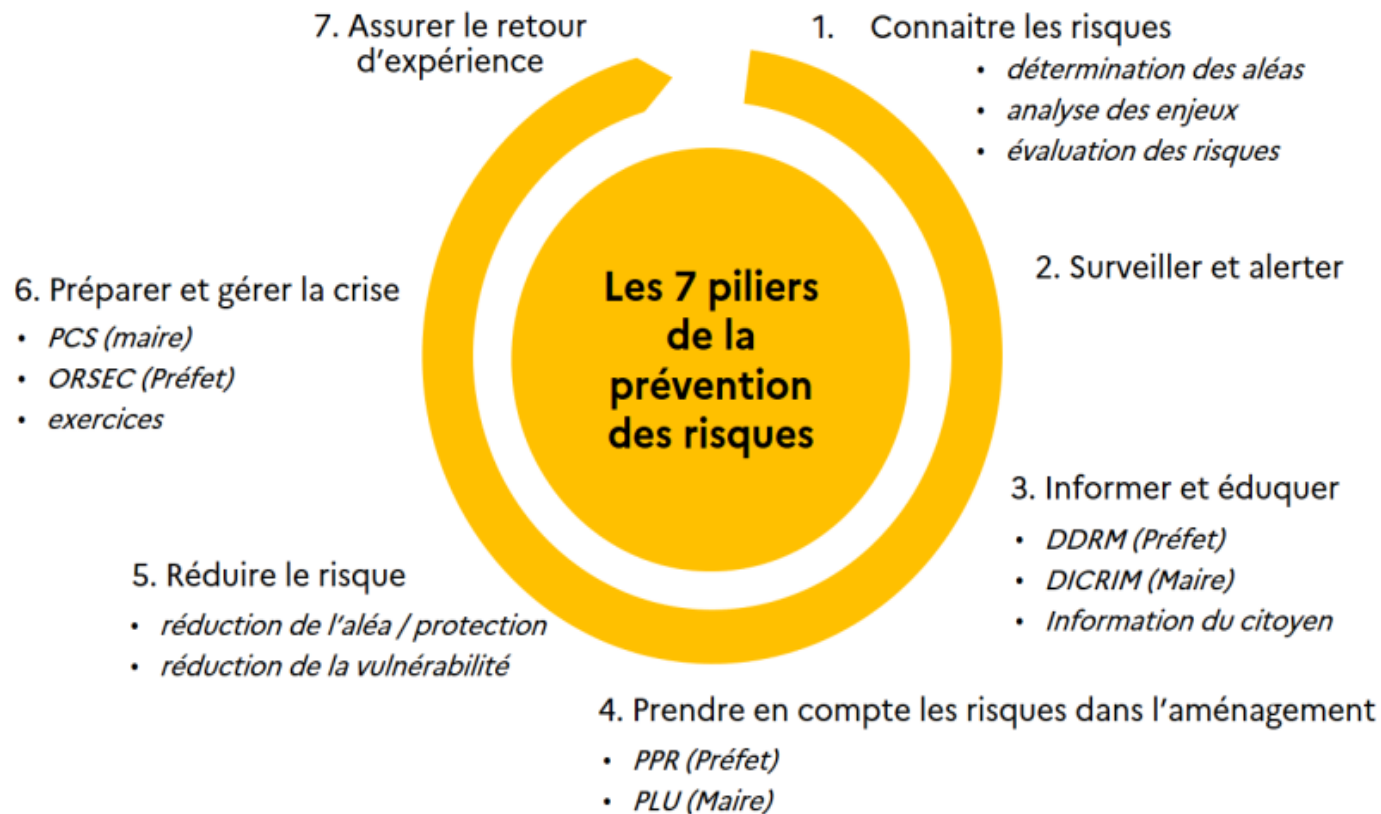 Les 7 piliers
de la
prévention
des risques
1. Connaitre les risques
• détermination des aléas
• analyse des enjeux
• évaluation des risques
2. Surveiller et alerter
3. Informer et éduquer
• DDRM (Préfet)
• DICRIM (Maire)
• Information du citoyen
4. Prendre en compte les risques dans l'aménagement
• PPR (Préfet)
• PLU (Maire)
5. Réduire le risque
• réduction de l'aléa / protection
• réduction de la vulnérabilité
6. Préparer et gérer la crise
• PCS (maire)
• ORSEC (Préfet)
• exercices
7. Assurer le retour
d'expérience